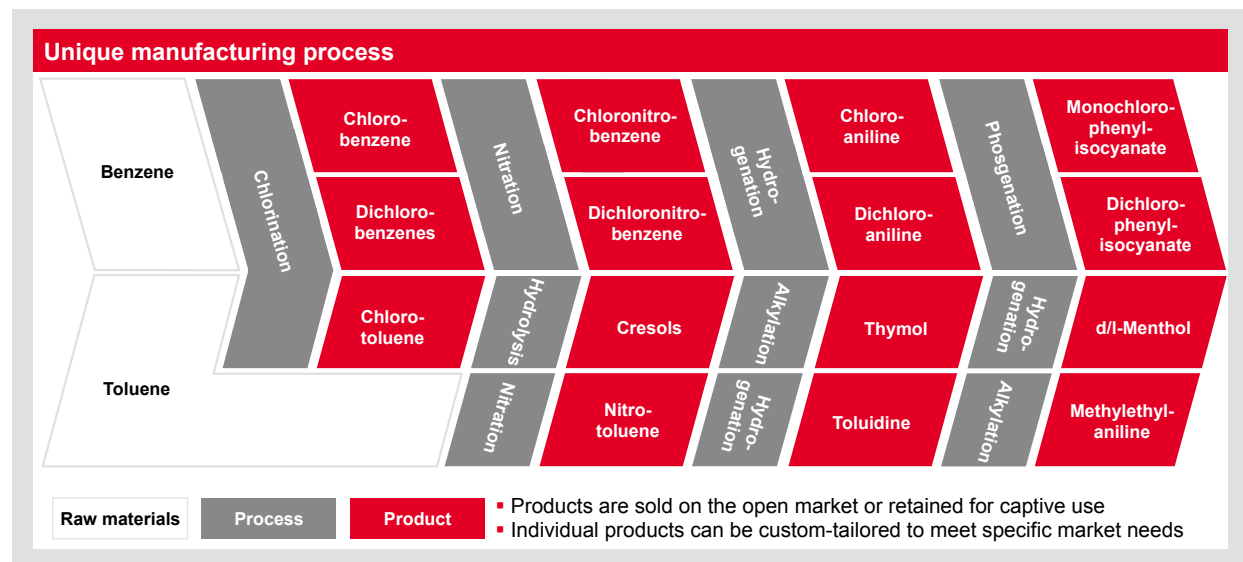 Unique manufacturing process
Benzene
Toluene
Chlorination
Chloro-
benzene
Dichloro-
benzenes
Chloro-
toluene
Nitration
Hydrolysis
Nitration
Chloronitro-
benzene
Dichloronitro-
benzene
Cresols
Nitro-
toluene
Hydro-
genation
Alkylation
Hydro-
genation
Chloro-
aniline
Dichloro-
aniline
Thymol
Toluidine
Phosgenation
Hydro-
genation
Alkylation
Monochloro-
phenyl-
isocyanate
Dichloro-
phenyl-
isocyanate
d/l-Menthol
Methylethyl-
aniline
Raw materials
Process
Product
▪ Products are sold on the open market or retained for captive use
▪ Individual products can be custom-tailored to meet specific market needs